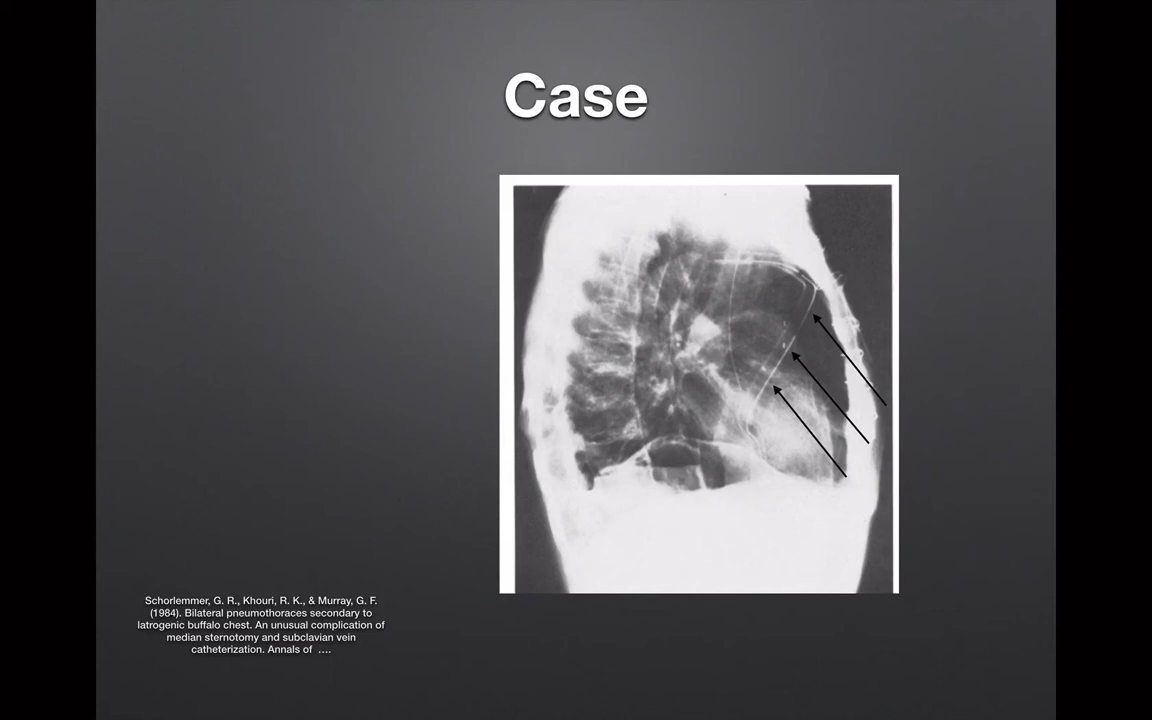 Case
Schorlemmer, G. R., Khouri, R. K., & Murray, G. F.
(1984). Bilateral pneumothoraces secondary to
Iatrogenic buffalo chest. An unusual complication of
median sternotomy and subclavian vein
catheterization. Annals of ….